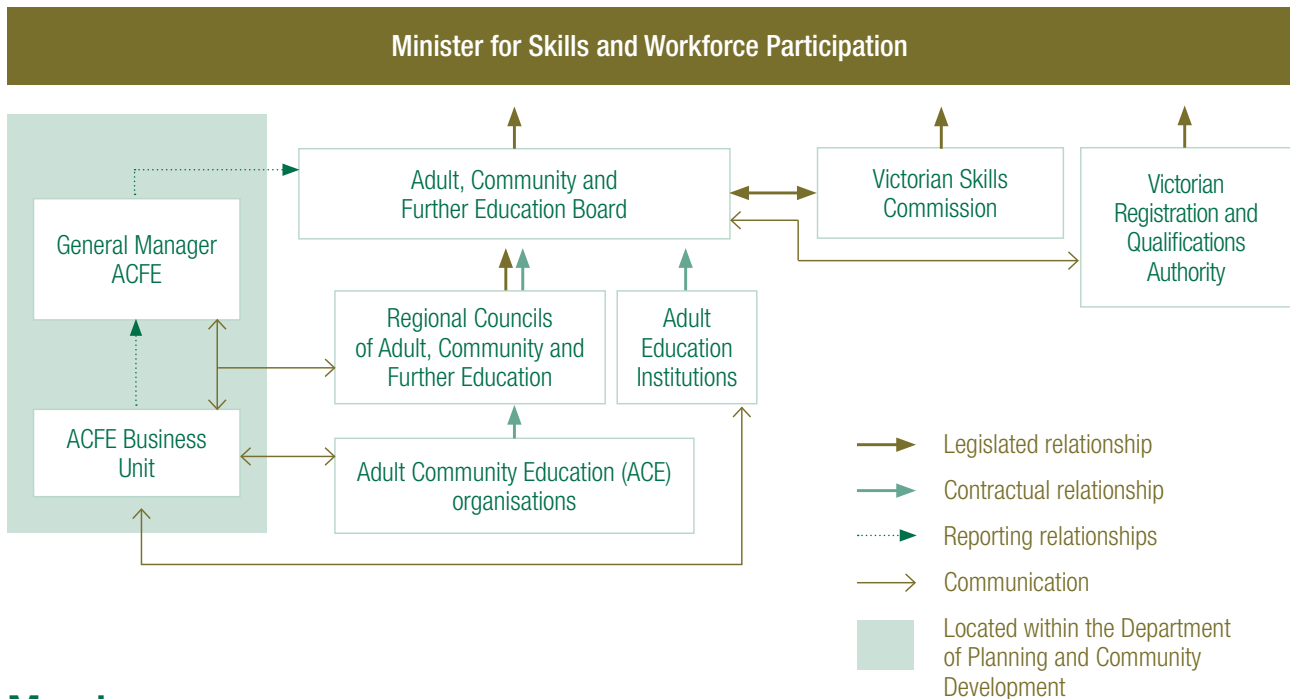 Minister for Skills and Workforce Participation
Adult, Community and
Further Education Board
Victorian Skills
Commission
Victorian
Registration and
Qualifications
Authority
General Manager
ACFE
Regional Councils
of Adult, Community and
Further Education
Adult
Education
Institutions
ACFE Business
Unit
Adult Community Education (ACE)
organisations
Legislated relationship
Contractual relationship
Reporting relationships
Communication
Located within the Department
of Planning and Community
Development